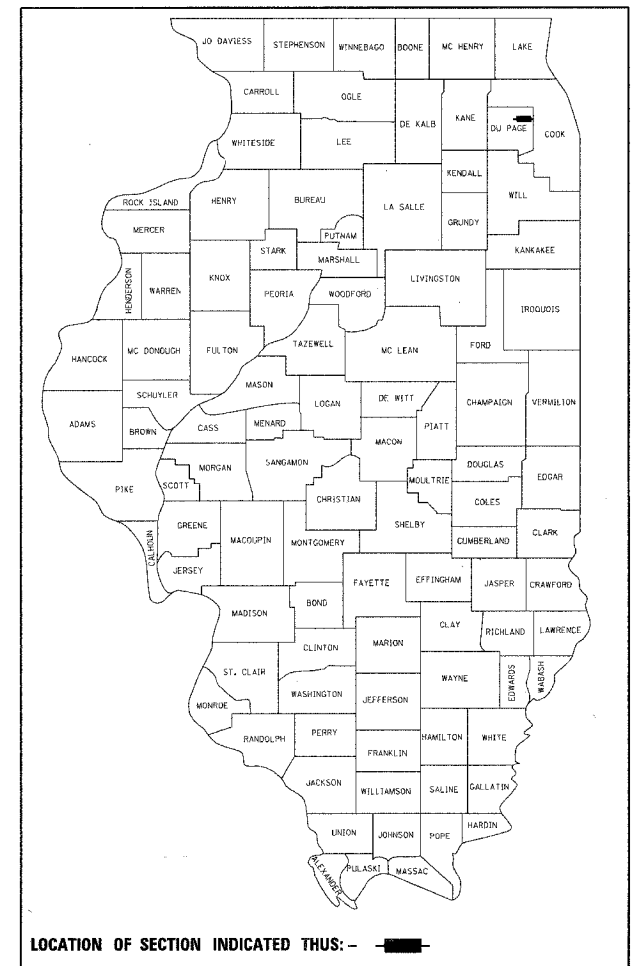 JO DAVIESS STEPHENSON WINNEBAGO BOONE MC HENRY LAKE
CARROLL OGLE DE KALB KANE DU PAGE COOK
WHITESIDE LEE
KENDALL WILL
ROCK ISLAND HENRY BUREAU LA SALLE GRUNDY
MERCER PUTNAM KANKAKEE
STARK MARSHALL
HENDERSON WARREN KNOX PEORIA WOODFORD LIVINGSTON IROQUOIS
HANCOCK MC DONOUGH FULTON TAZEWELL MC LEAN FORD
MASON
SCHUYLER LOGAN DE WITT CHAMPAIGN VERMILION
ADAMS BROWN CASS MENARD PIATT
MACON
MORGAN SANGAMON DOUGLAS EDGAR
PIKE SCOTT CHRISTIAN MOULTRIE COLES
GREENE SHELBY
CALHOUN MACOUPIN MONTGOMERY CUMBERLAND CLARK
JERSEY
FAYETTE EFFINGHAM JASPER CRAWFORD
MADISON BOND
CLAY RICHLAND LAWRENCE
CLINTON MARION
ST. CLAIR WAYNE EDWARDS WABASH
WASHINGTON JEFFERSON
MONROE
RANDOLPH PERRY HAMILTON WHITE
FRANKLIN
JACKSON WILLIAMSON SALINE GALLATIN
UNION JOHNSON POPE HARDIN
ALEXANDER PULASKI MASSAC
LOCATION OF SECTION INDICATED THUS: -